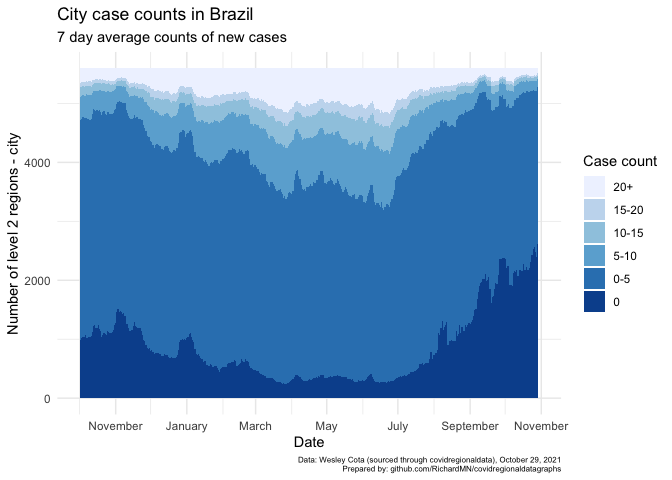 City case counts in Brazil
7 day average counts of new cases
Number of level 2 regions - city
4000
2000
0
November
January
March
May
July
September
November
Date
Case count
20+
15-20
10-15
5-10
0-5
0
Data: Wesley Cota (sourced through covidregionaldata), October 29, 2021
Prepared by: github.com/RichardMN/covidregionaldatagraphs